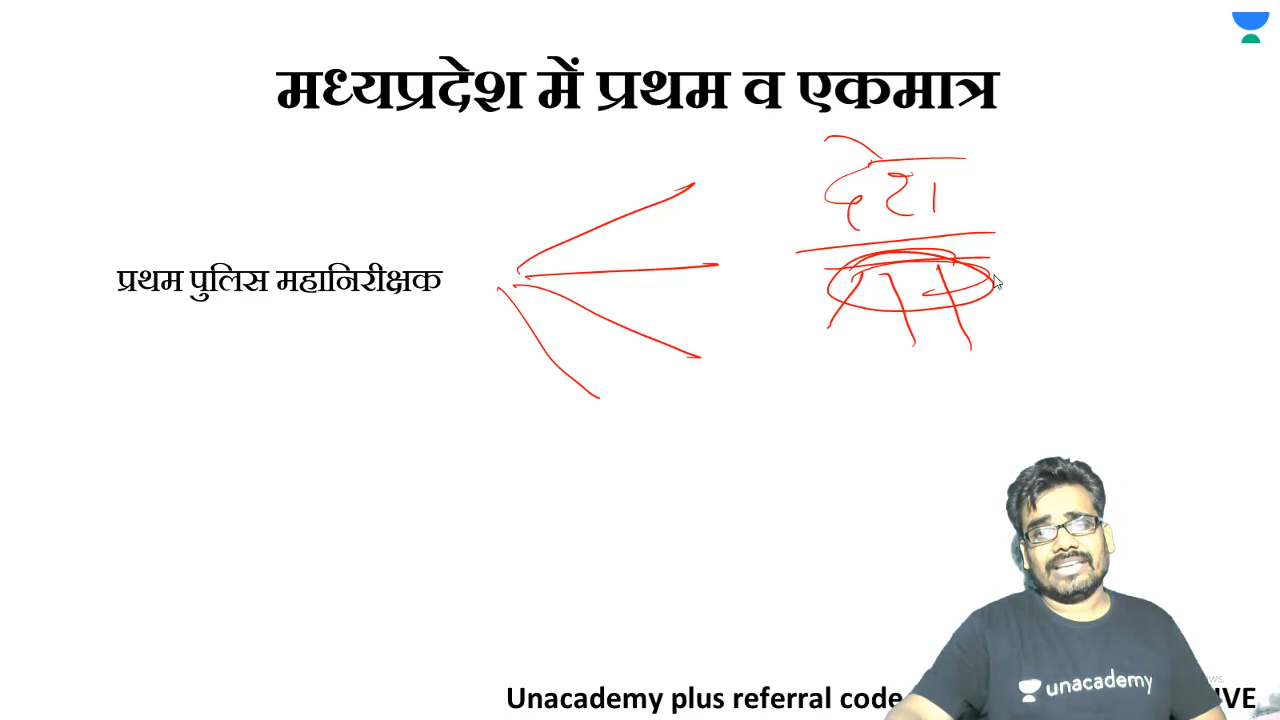 मध्यप्रदेश में प्रथम व एकमात्र
देश
प्रथम पुलिस महानिरीक्षक
unacademy
Unacademy plus referral code